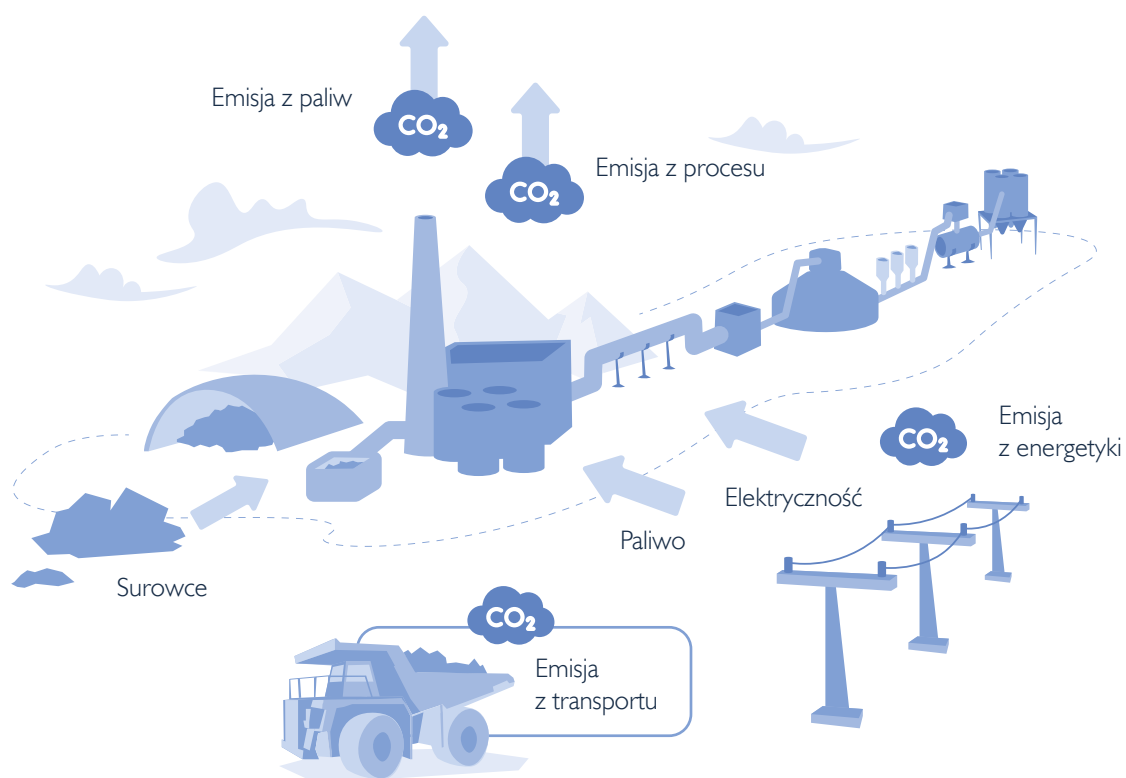 Emisja z paliw
CO₂
Emisja z procesu
CO₂
Emisja
z energetyki
CO₂
Elektryczność
Paliwo
Surowce
CO₂
Emisja
z transportu